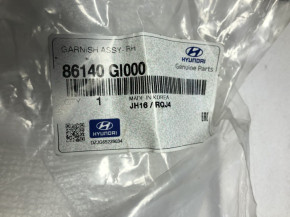 GARNISH ASSY-RH
HYUNDAI
Genuine Parts
86140 GI000
1
MADE IN KOREA
JH16 / RQJ4
HYUNDAI